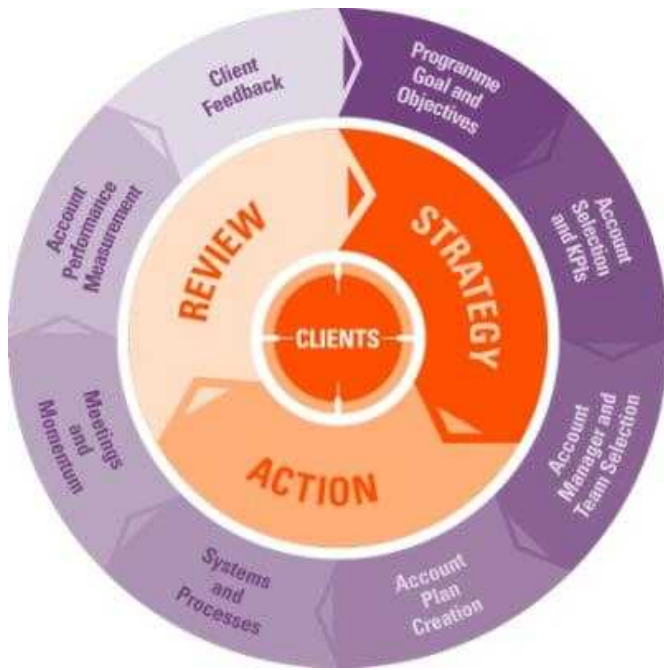 Programme
Goal and
Objectives
Account
Selection
and KPIs
Account
Manager and
Team Selection
Account
Plan
Creation
Systems
and
Processes
Meetings
and
Momentum
Account
Performance
Measurement
Client
Feedback
STRATEGY
ACTION
REVIEW
CLIENTS